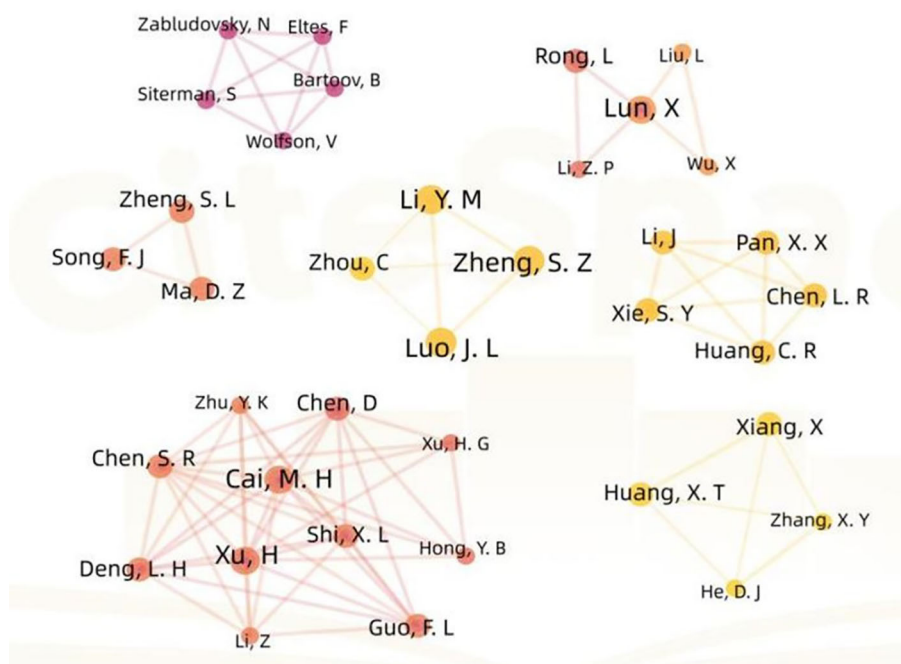 Zabludovsky, N
Eltes, F
Bartoov, B
Siterman, S
Wolfson, V
Rong, L
Liu, L
Lun, X
Li, Z. P
Wu, X
Zheng, S. L
Song, F. J
Ma, D. Z
Li, Y. M
Zhou, C
Zheng, S. Z
Luo, J. L
Li, J
Pan, X. X
Chen, L. R
Xie, S. Y
Huang, C. R
Zhu, Y. K
Chen, D
Xu, H. G
Chen, S. R
Cai, M. H
Shi, X. L
Hong, Y. B
Xu, H
Deng, L. H
Guo, F. L
Li, Z
Xiang, X
Huang, X. T
Zhang, X. Y
He, D. J